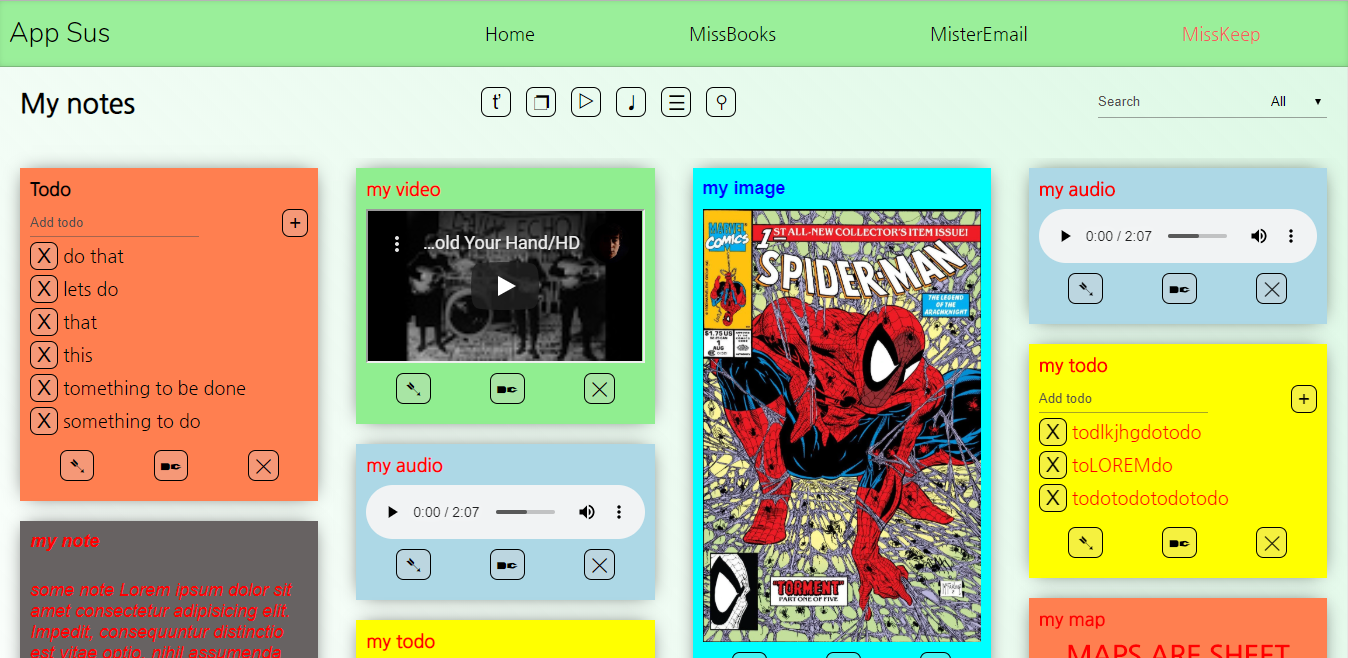 App Sus
Home
MissBooks
MisterEmail
MissKeep
My notes
Search
All
Todo
Add todo
+
X do that
X lets do
X that
X this
X tomething to be done
X something to do
my note
some note Lorem ipsum dolor sit
amet consectetur adipisicing elit.
Impedit, consequuntur distinctio
est vitae optio, nihil assumenda
my video
...old Your Hand/HD
my audio
0:00 / 2:07
my todo
my image
MARVEL
COMICS
1ST ALL-NEW COLLECTOR'S ITEM ISSUE!
SPIDER-MAN
THE LEGEND
OF THE
ARACHKNIGHT
$1.75 US
1
AUG
"TORMENT"
PART ONE OF FIVE
my audio
0:00 / 2:07
my todo
Add todo
+
X todlkjhgdotodo
X toLOREMdo
X todotodotodotodo
my map
MAPS ARE SHEET